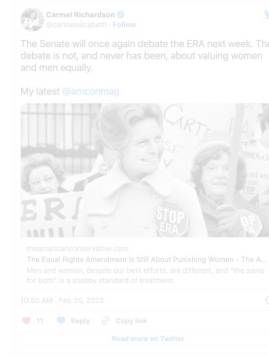 Carmel Richardson
@carmelelizabeth · Follow
The Senate will once again debate the ERA next week. The
debate is not, and never has been, about valuing women
and men equally.
My latest @amconmag
ERA
STOP
ERA
theamericanconservative.com
The Equal Rights Amendment Is Still About Punishing Women - The A...
Men and women, despite our best efforts, are different, and "the same
for both" is a shabby standard of treatment.
10:50 AM · Feb 25, 2023
11
Reply
Copy link
Read more on Twitter